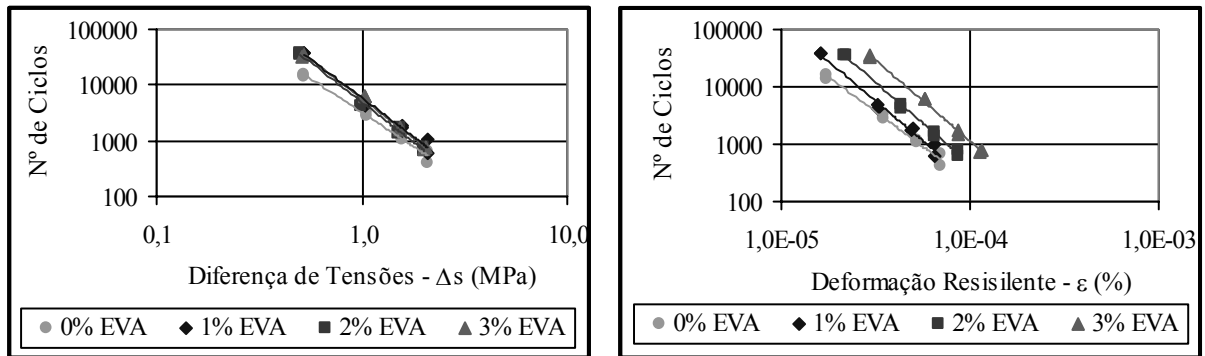 Nº de Ciclos
100000
10000
1000
100
0,1
1,0
10,0
Diferença de Tensões - Δs (MPa)
0% EVA
1% EVA
2% EVA
3% EVA
Nº de Ciclos
100000
10000
1000
100
1,0E-05
1,0E-04
1,0E-03
Deformação Resisilente - ε (%)
0% EVA
1% EVA
2% EVA
3% EVA